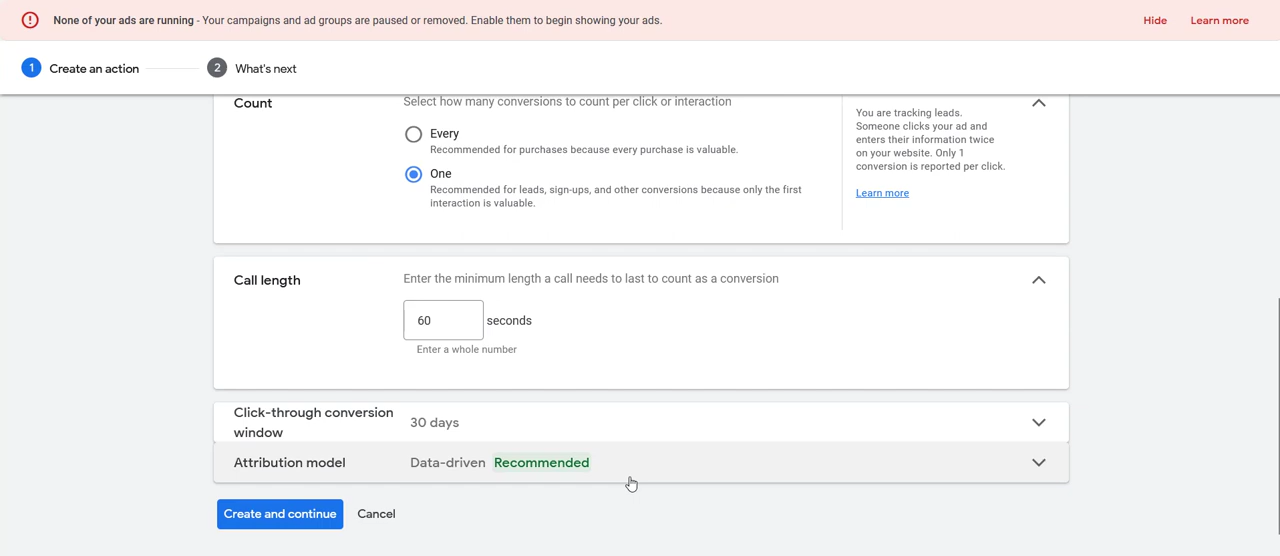 None of your ads are running - Your campaigns and ad groups are paused or removed. Enable them to begin showing your ads.
Hide
Learn more
1 Create an action
2 What's next
Count
Select how many conversions to count per click or interaction
Every
Recommended for purchases because every purchase is valuable.
One
Recommended for leads, sign-ups, and other conversions because only the first
interaction is valuable.
You are tracking leads.
Someone clicks your ad and
enters their information twice
on your website. Only 1
conversion is reported per click.
Learn more
Call length
Enter the minimum length a call needs to last to count as a conversion
60 seconds
Enter a whole number
Click-through conversion
window
30 days
Attribution model
Data-driven Recommended
Create and continue
Cancel